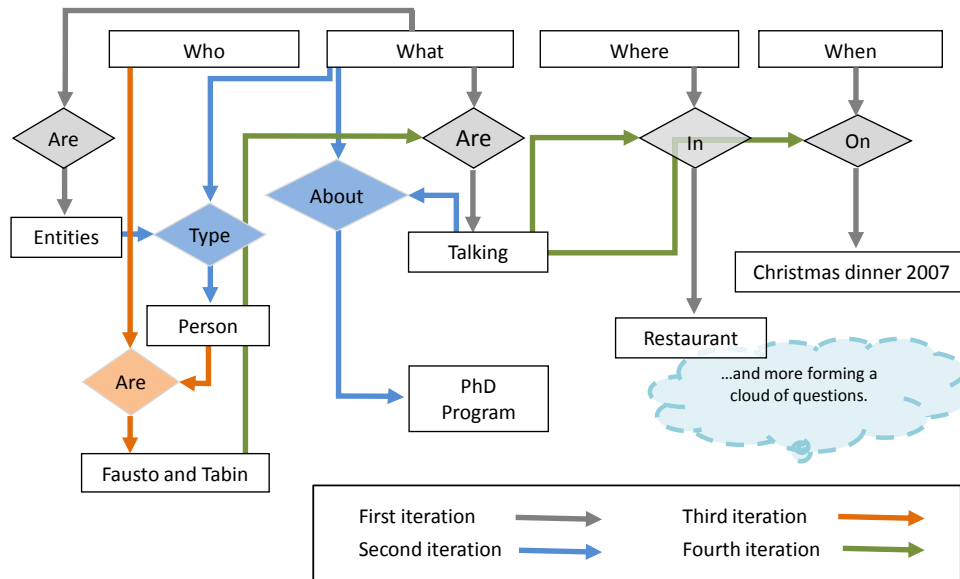 Who
What
Where
When
Are
Are
In
On
About
Entities
Type
Talking
Christmas dinner 2007
Person
Restaurant
Are
PhD
Program
…and more forming a
cloud of questions.
Fausto and Tabin
First iteration
Third iteration
Second iteration
Fourth iteration